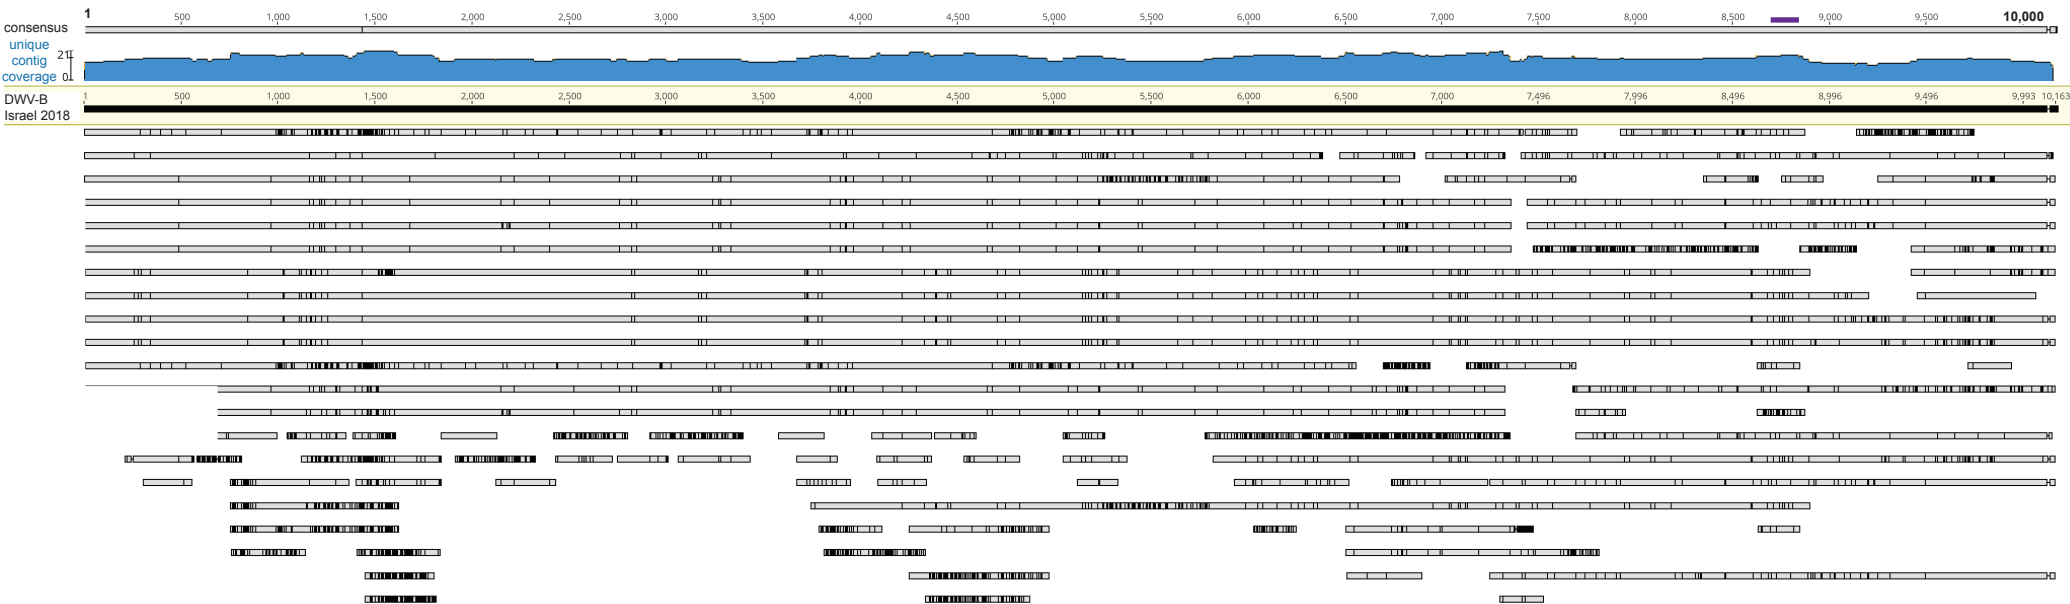 1 500 1,000 1,500 2,000 2,500 3,000 3,500 4,000 4,500 5,000 5,500 6,000 6,500 7,000 7,500 8,000 8,500 9,000 9,500 10,000
consensus
unique
contig
coverage
21
0
DWV-B
Israel 2018
1 500 1,000 1,500 2,000 2,500 3,000 3,500 4,000 4,500 5,000 5,500 6,000 6,500 7,000 7,496 7,996 8,496 8,996 9,496 9,993 10,163